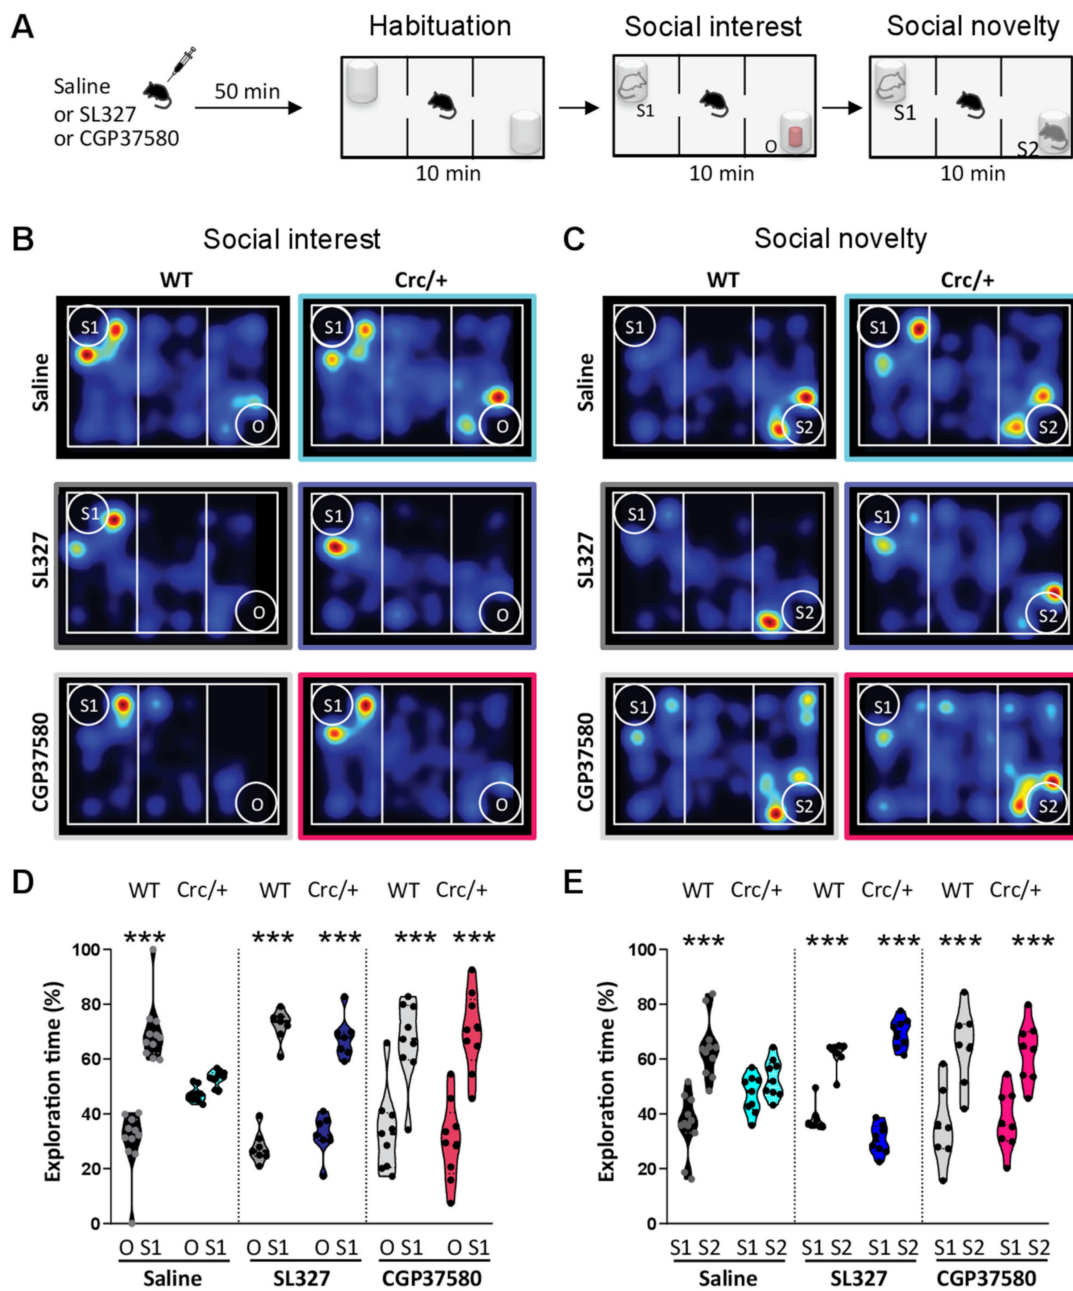 A
Habituation
Social interest
Social novelty
Saline
or SL327
or CGP37580
50 min
S1
O
S1
S2
10 min
10 min
10 min
B
Social interest
C
Social novelty
WT
Crc/+
WT
Crc/+
Saline
S1
O
S1
O
S1
S2
S1
S2
SL327
S1
O
S1
O
S1
S2
S1
S2
CGP37580
S1
O
S1
O
S1
S2
S1
S2
D
WT Crc/+ WT Crc/+ WT Crc/+
*** *** *** *** ***
Exploration time (%)
100
80
60
40
20
0
O S1 O S1 O S1 O S1 O S1 O S1
Saline SL327 CGP37580
E
WT Crc/+ WT Crc/+ WT Crc/+
*** *** *** *** ***
Exploration time (%)
100
80
60
40
20
0
S1 S2 S1 S2 S1 S2 S1 S2 S1 S2 S1 S2
Saline SL327 CGP37580